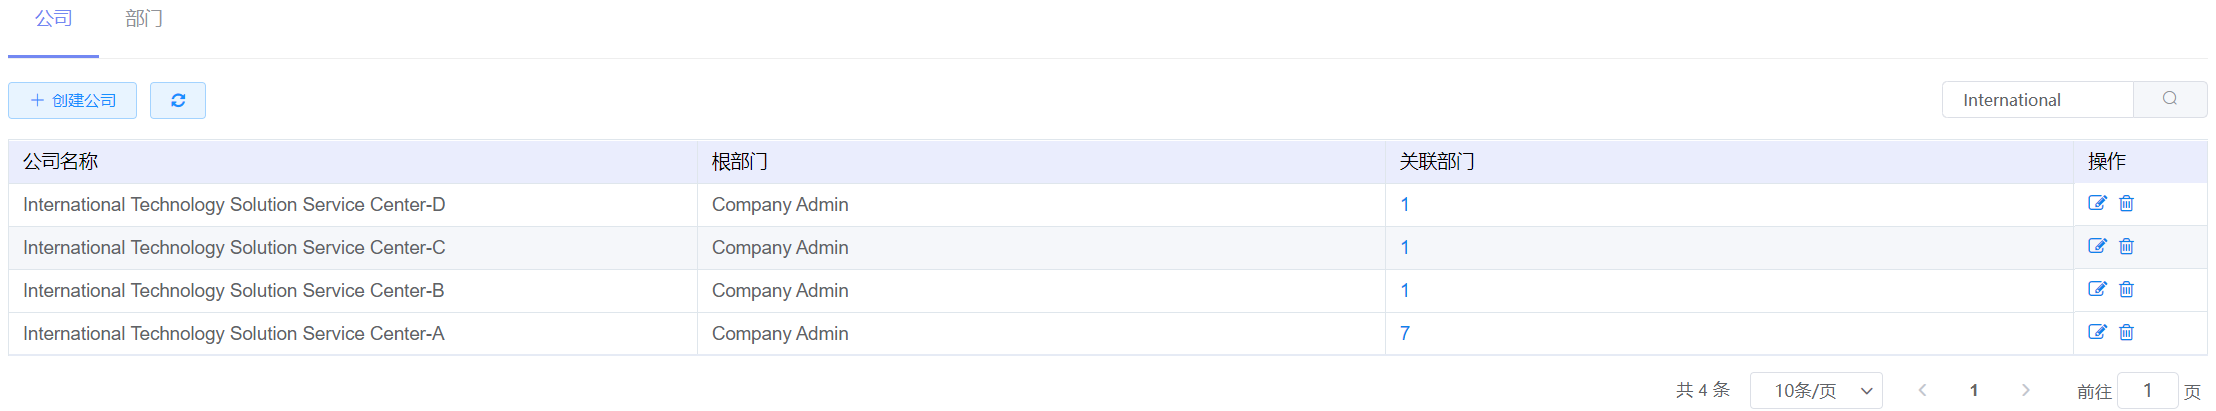 公司 部门
创建公司 International
公司名称 根部门 关联部门 操作
International Technology Solution Service Center-D Company Admin 1
International Technology Solution Service Center-C Company Admin 1
International Technology Solution Service Center-B Company Admin 1
International Technology Solution Service Center-A Company Admin 7
共 4 条 10条/页 1 前往 1 页